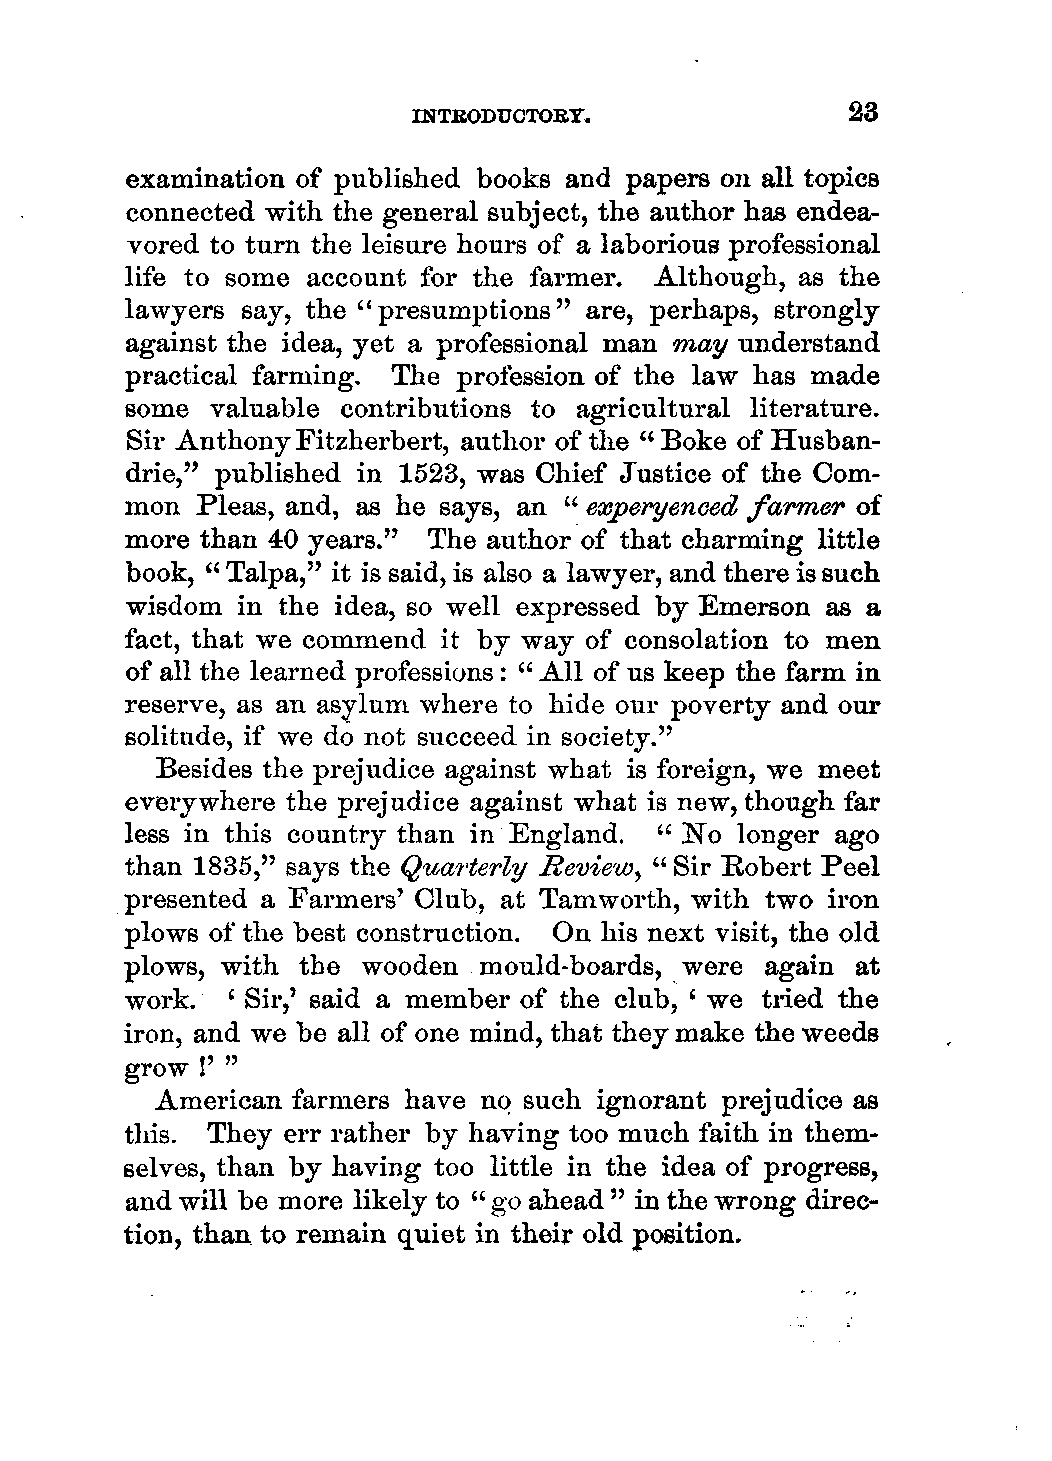 INTRODUCTORY. 23
examination of published books and papers on all topics
connected with the general subject, the author has endea-
vored to turn the leisure hours of a laborious professional
life to some account for the farmer. Although, as the
lawyers say, the "presumptions" are, perhaps, strongly
against the idea, yet a professional man may understand
practical farming. The profession of the law has made
some valuable contributions to agricultural literature.
Sir Anthony Fitzherbert, author of the "Boke of Husban-
drie," published in 1523, was Chief Justice of the Com-
mon Pleas, and, as he says, an "experyenced farmer of
more than 40 years." The author of that charming little
book, "Talpa," it is said, is also a lawyer, and there is such
wisdom in the idea, so well expressed by Emerson as a
fact, that we commend it by way of consolation to men
of all the learned professions: "All of us keep the farm in
reserve, as an asylum where to hide our poverty and our
solitude, if we do not succeed in society."
Besides the prejudice against what is foreign, we meet
everywhere the prejudice against what is new, though far
less in this country than in England. "No longer ago
than 1835," says the Quarterly Review, "Sir Robert Peel
presented a Farmers' Club, at Tamworth, with two iron
plows of the best construction. On his next visit, the old
plows, with the wooden mould-boards, were again at
work. 'Sir,' said a member of the club, 'we tried the
iron, and we be all of one mind, that they make the weeds
grow!'"
American farmers have no such ignorant prejudice as
this. They err rather by having too much faith in them-
selves, than by having too little in the idea of progress,
and will be more likely to "go ahead" in the wrong direc-
tion, than to remain quiet in their old position.